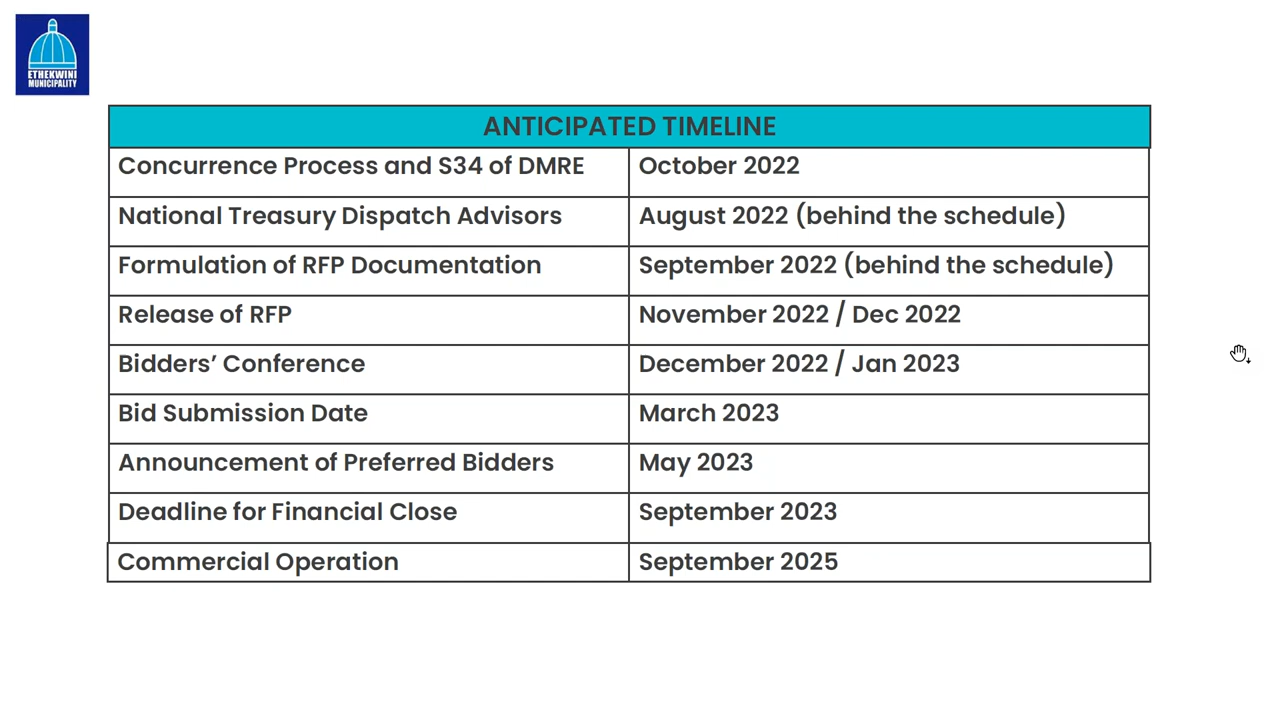 ETHEKWINI
MUNICIPALITY
ANTICIPATED TIMELINE
Concurrence Process and S34 of DMRE October 2022
National Treasury Dispatch Advisors August 2022 (behind the schedule)
Formulation of RFP Documentation September 2022 (behind the schedule)
Release of RFP November 2022 / Dec 2022
Bidders’ Conference December 2022 / Jan 2023
Bid Submission Date March 2023
Announcement of Preferred Bidders May 2023
Deadline for Financial Close September 2023
Commercial Operation September 2025